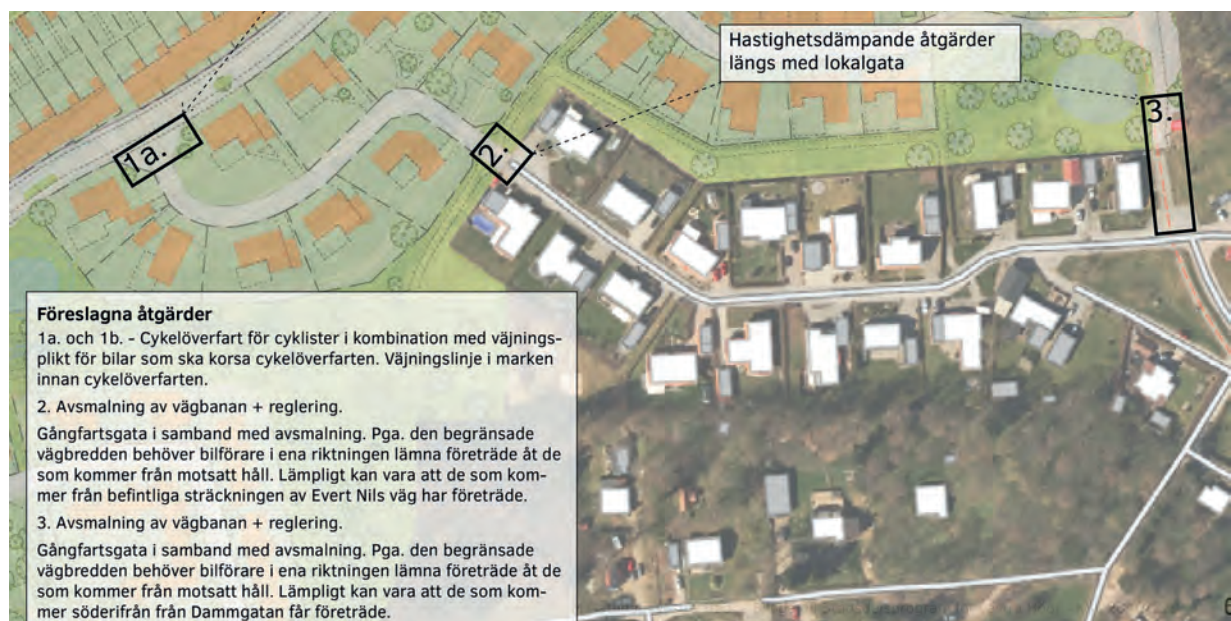 Hastighetsdämpande åtgärder
längs med lokalgata
3.
1a.
2.
Föreslagna åtgärder
1a. och 1b. - Cykelöverfart för cyklister i kombination med väjnings-
plikt för bilar som ska korsa cykelöverfarten. Väjningslinje i marken
innan cykelöverfarten.
2. Avsmalning av vägbanan + reglering.
Gångfartsgata i samband med avsmalning. Pga. den begränsade
vägbredden behöver bilförare i ena riktningen lämna företräde åt de
som kommer från motsatt håll. Lämpligt kan vara att de som kom-
mer från befintliga sträckningen av Evert Nils väg har företräde.
3. Avsmalning av vägbanan + reglering.
Gångfartsgata i samband med avsmalning. Pga. den begränsade
vägbredden behöver bilförare i ena riktningen lämna företräde åt de
som kommer från motsatt håll. Lämpligt kan vara att de som kom-
mer söderifrån från Dammgatan får företräde.